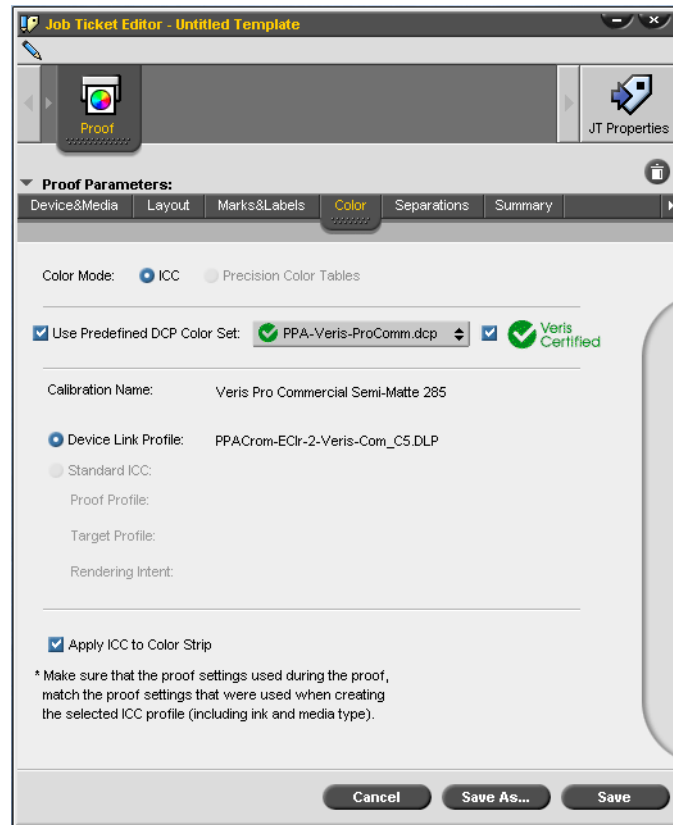 Job Ticket Editor - Untitled Template
Proof
JT Properties
Proof Parameters:
Device&Media Layout Marks&Labels Color Separations Summary
Color Mode: ICC Precision Color Tables
Use Predefined DCP Color Set: PPA-Veris-ProComm.dcp Veris Certified
Calibration Name: Veris Pro Commercial Semi-Matte 285
Device Link Profile: PPACrom-EClr-2-Veris-Com_C5.DLP
Standard ICC:
Proof Profile:
Target Profile:
Rendering Intent:
Apply ICC to Color Strip
* Make sure that the proof settings used during the proof,
match the proof settings that were used when creating
the selected ICC profile (including ink and media type).
Cancel Save As... Save